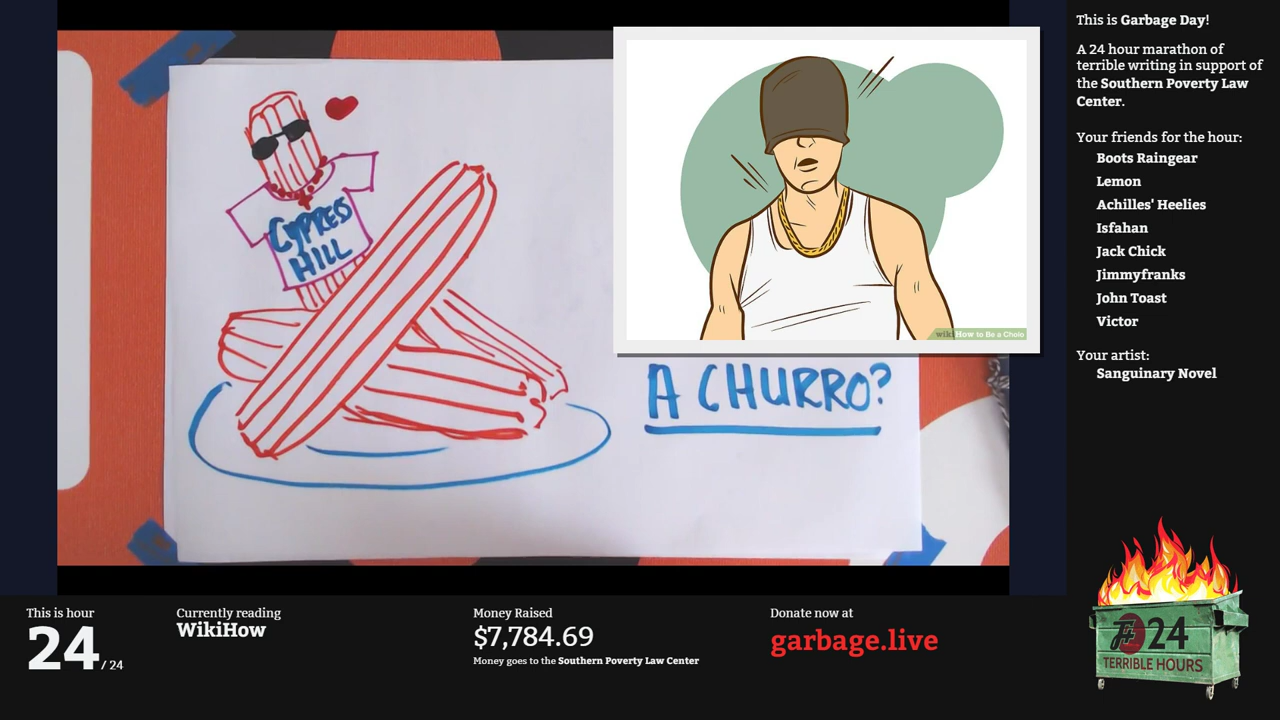 CYPRESS
HILL
A CHURRO?
wikiHow to Be a Cholo
This is Garbage Day!
A 24 hour marathon of
terrible writing in support of
the Southern Poverty Law
Center.
Your friends for the hour:
Boots Raingear
Lemon
Achilles' Heelies
Isfahan
Jack Chick
Jimmyfranks
John Toast
Victor
Your artist:
Sanguinary Novel
24
TERRIBLE HOURS
This is hour
24 / 24
Currently reading
WikiHow
Money Raised
$7,784.69
Money goes to the Southern Poverty Law Center
Donate now at
garbage.live